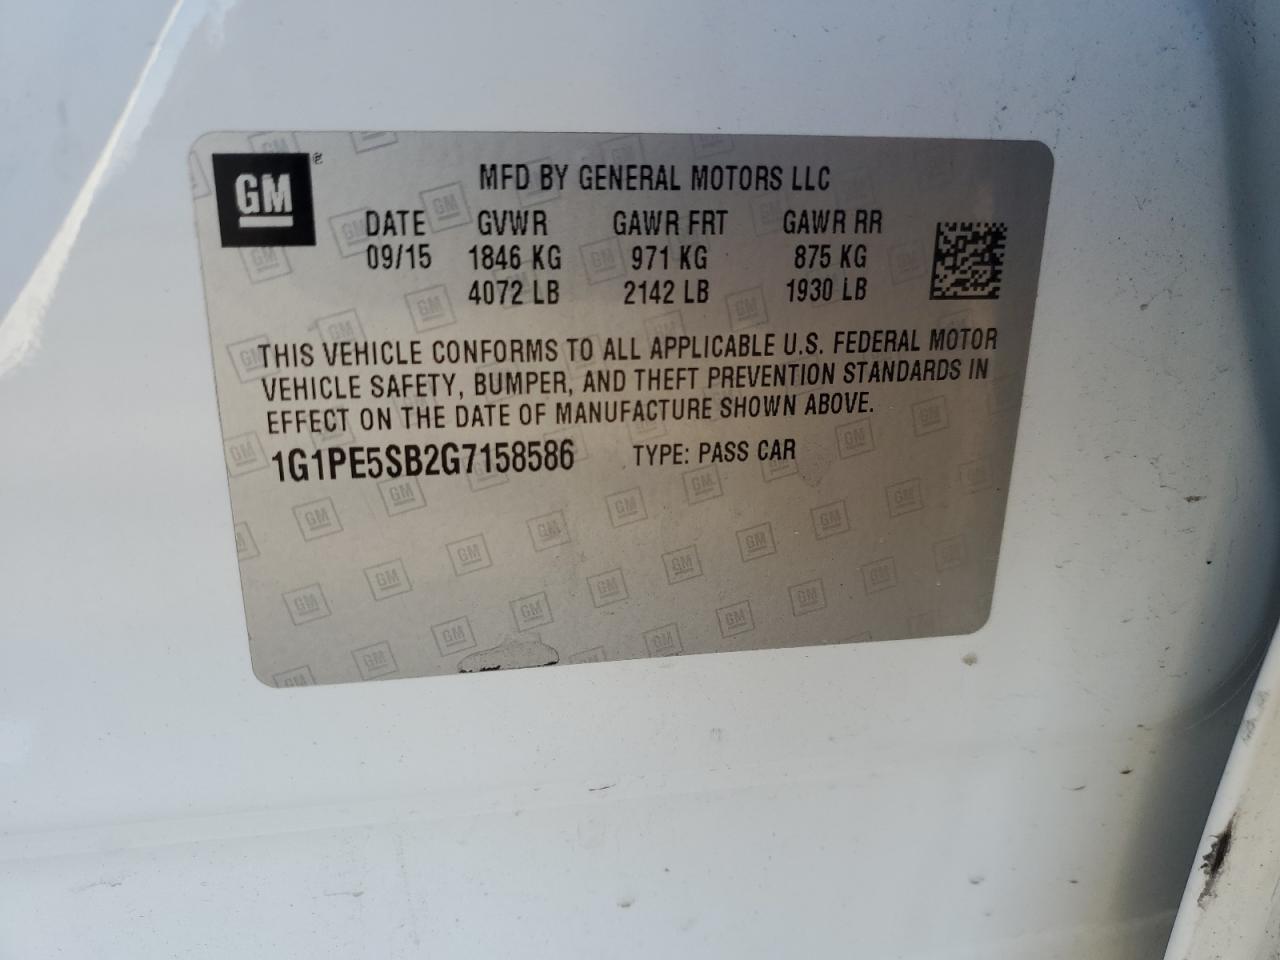 GM
MFD BY GENERAL MOTORS LLC
DATE GVWR GAWR FRT GAWR RR
09/15 1846 KG 971 KG 875 KG
4072 LB 2142 LB 1930 LB
THIS VEHICLE CONFORMS TO ALL APPLICABLE U.S. FEDERAL MOTOR
VEHICLE SAFETY, BUMPER, AND THEFT PREVENTION STANDARDS IN
EFFECT ON THE DATE OF MANUFACTURE SHOWN ABOVE.
1G1PE5SB2G7158586 TYPE: PASS CAR